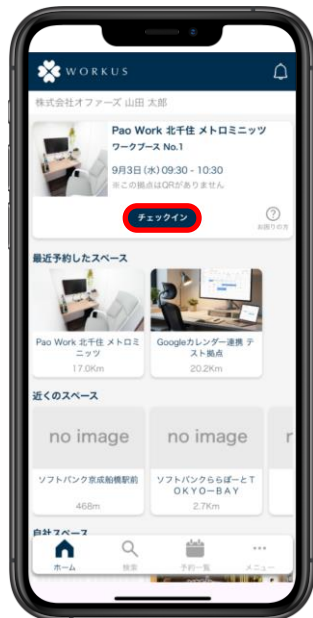 WORKUS
株式会社オファーズ 山田 太郎
Pao Work 北千住 メトロミニッツ
ワークブース No.1
9月3日(水) 09:30 - 10:30
※この拠点はQRがありません
チェックイン
お困りの方
最近予約したスペース
Pao Work 北千住 メトロミ
ニッツ
17.0Km
Googleカレンダー連携 テ
スト拠点
20.2Km
近くのスペース
no image
no image
r
ソフトバンク京成船橋駅前
468m
ソフトバンクららぽーとT
OKYO-BAY
2.7Km
自社スペース
ホーム
検索
予約一覧
メニュー